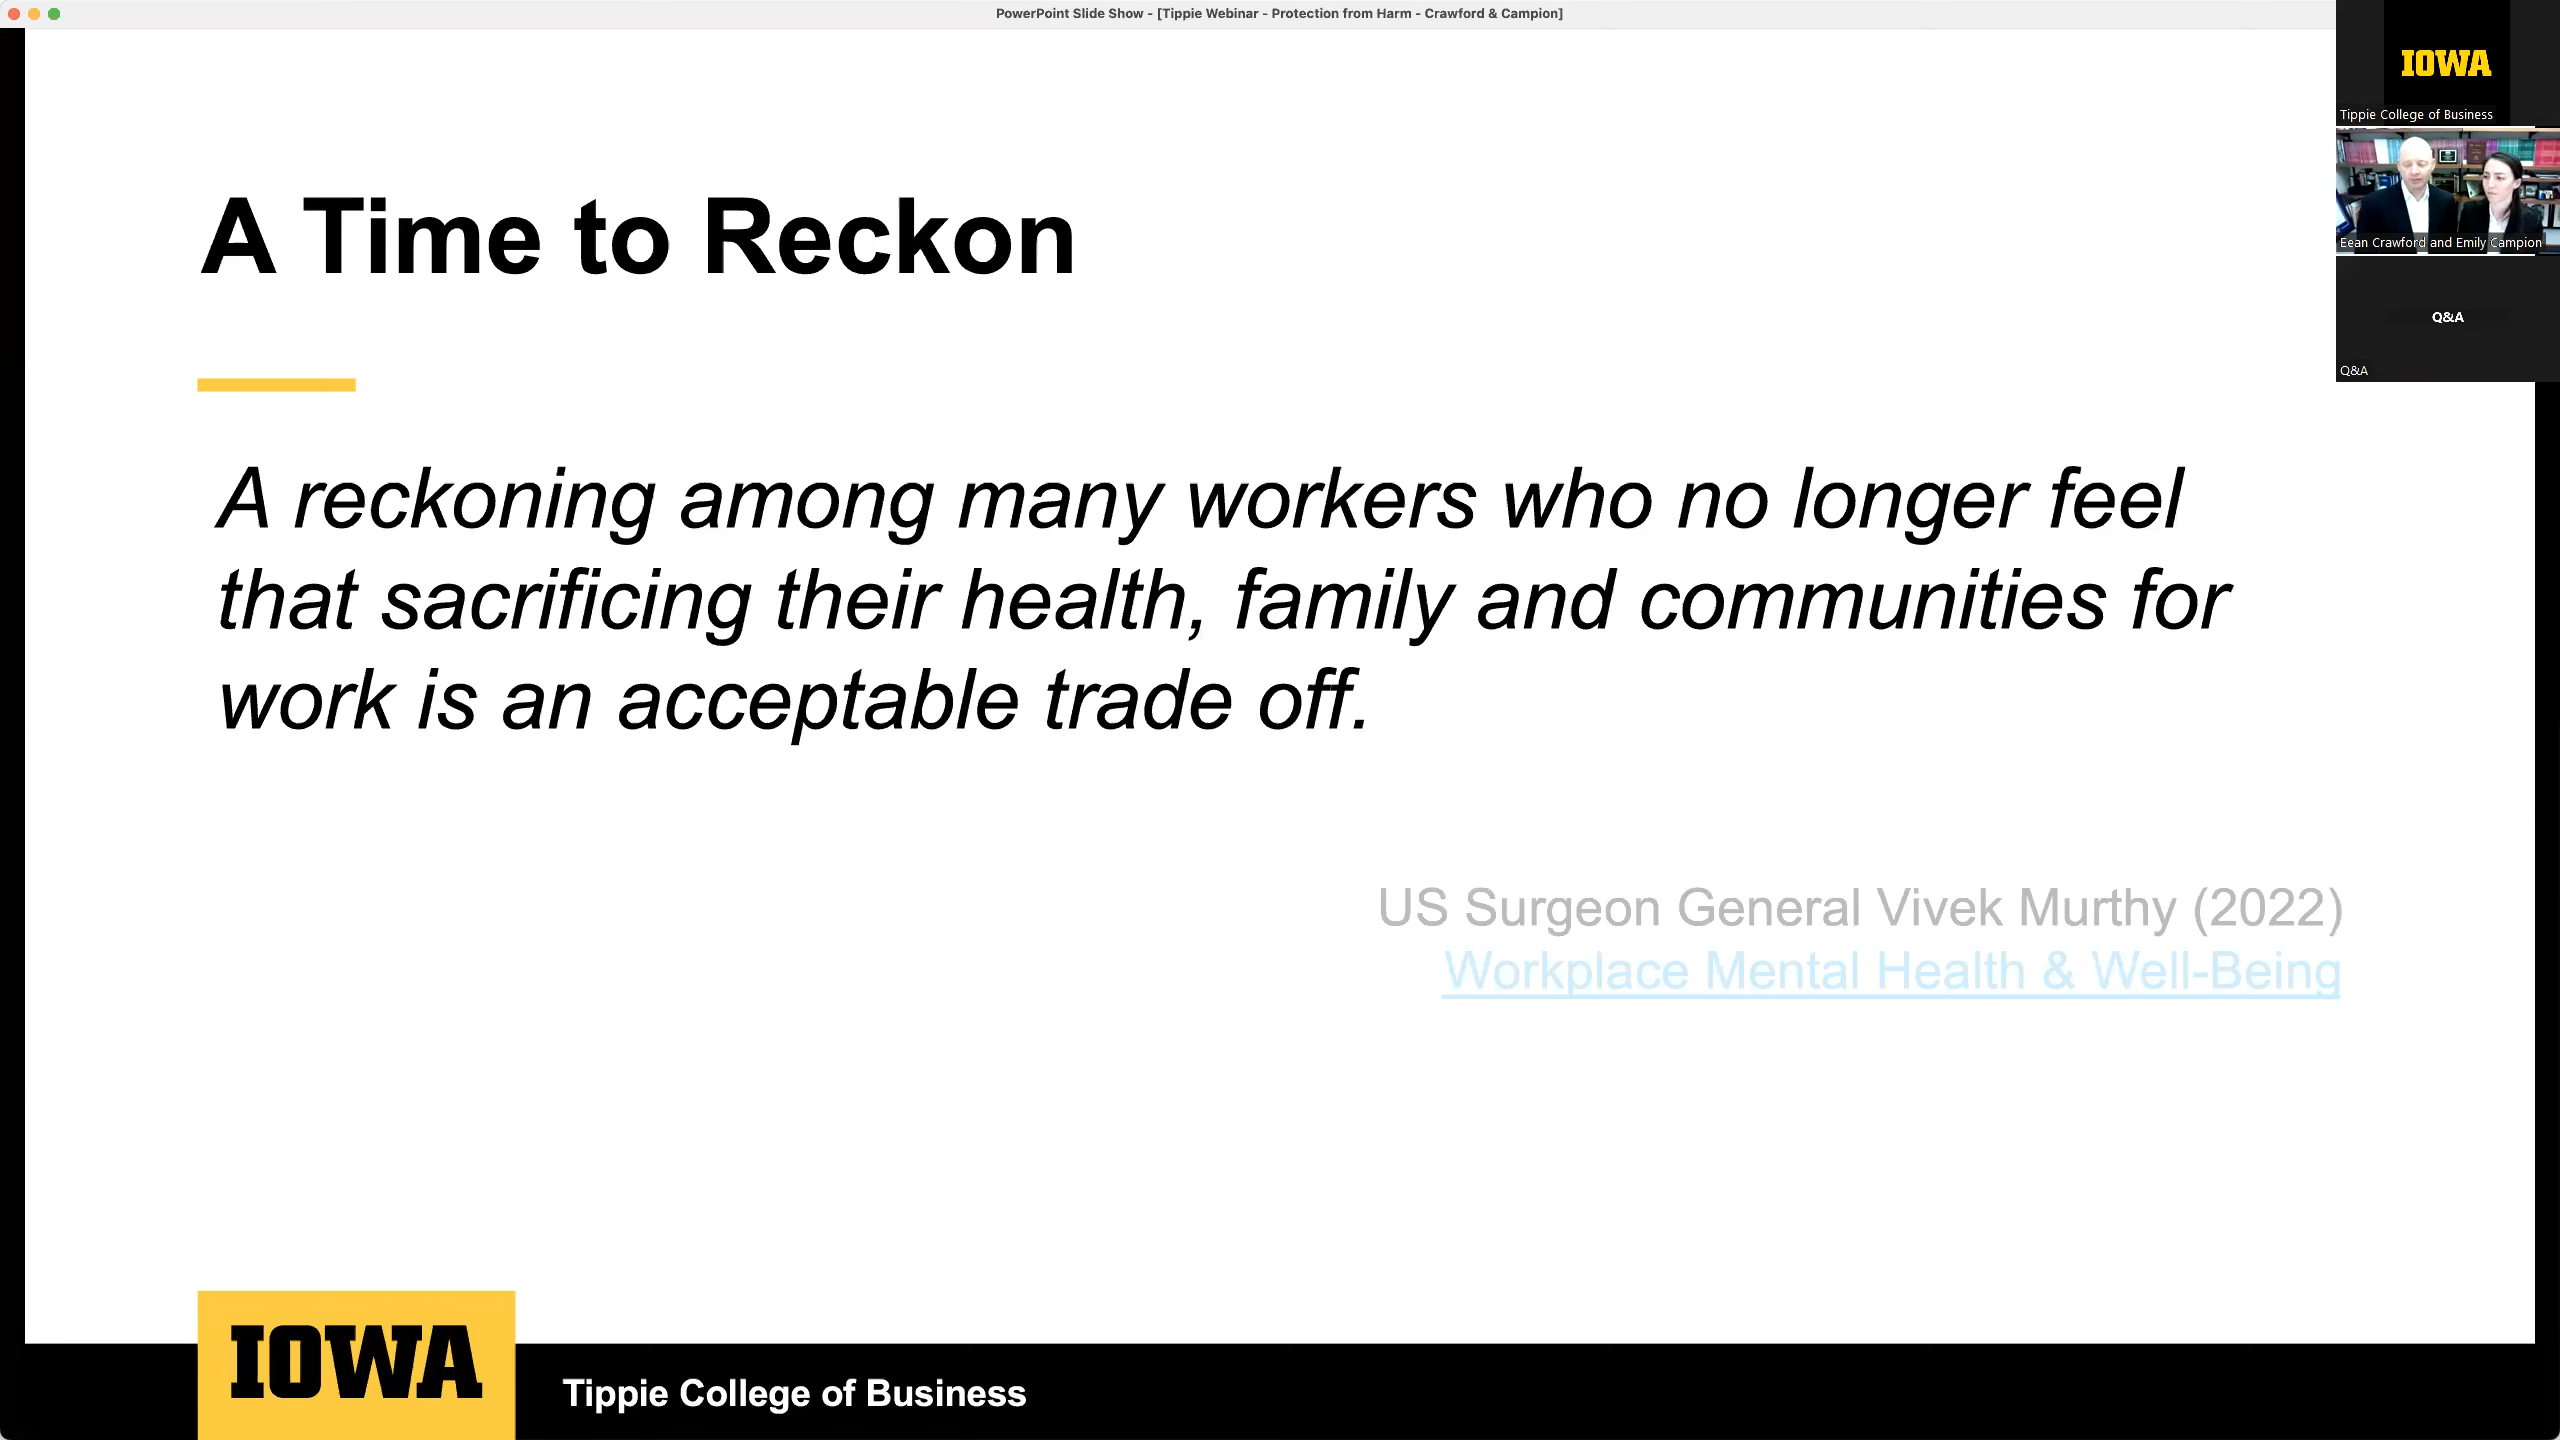 PowerPoint Slide Show - [Tippie Webinar - Protection from Harm - Crawford & Campion]
IOWA
Tippie College of Business
Eean Crawford and Emily Campion
Q&A
Q&A
A Time to Reckon
A reckoning among many workers who no longer feel
that sacrificing their health, family and communities for
work is an acceptable trade off.
US Surgeon General Vivek Murthy (2022)
Workplace Mental Health & Well-Being
IOWA
Tippie College of Business